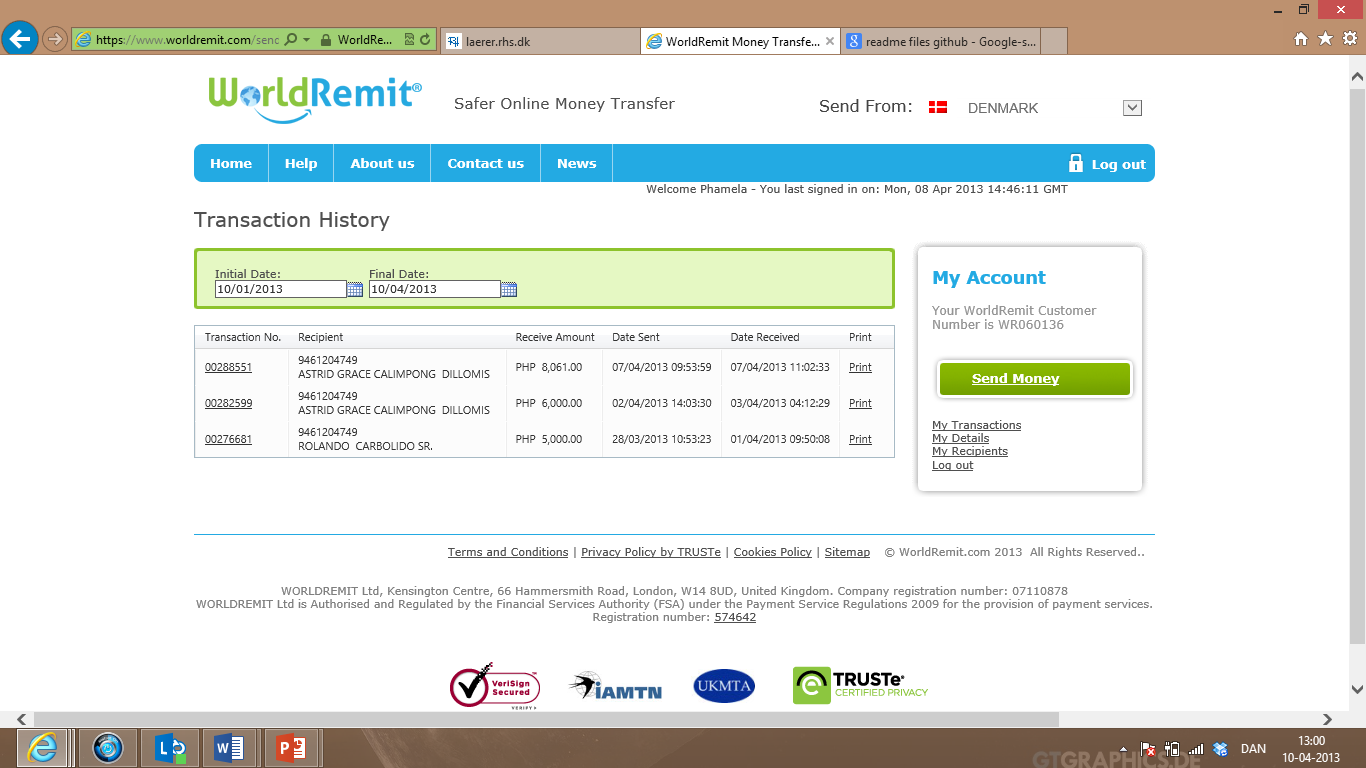 https://www.worldremit.com/senc
WorldRe...
laerer.rhs.dk
WorldRemit Money Transfe...
readme files github - Google-s...
WorldRemit®
Safer Online Money Transfer
Send From:
DENMARK
Home
Help
About us
Contact us
News
Log out
Welcome Phamela - You last signed in on: Mon, 08 Apr 2013 14:46:11 GMT
Transaction History
Initial Date:
Final Date:
10/01/2013
10/04/2013
Transaction No. Recipient Receive Amount Date Sent Date Received Print
00288551 9461204749 PHP 8,061.00 07/04/2013 09:53:59 07/04/2013 11:02:33 Print
ASTRID GRACE CALIMPONG DILLOMIS
00282599 9461204749 PHP 6,000.00 02/04/2013 14:03:30 03/04/2013 04:12:29 Print
ASTRID GRACE CALIMPONG DILLOMIS
00276681 9461204749 PHP 5,000.00 28/03/2013 10:53:23 01/04/2013 09:50:08 Print
ROLANDO CARBOLIDO SR.
My Account
Your WorldRemit Customer
Number is WR060136
Send Money
My Transactions
My Details
My Recipients
Log out
Terms and Conditions | Privacy Policy by TRUSTe | Cookies Policy | Sitemap © WorldRemit.com 2013 All Rights Reserved..
WORLDREMIT Ltd, Kensington Centre, 66 Hammersmith Road, London, W14 8UD, United Kingdom. Company registration number: 07110878
WORLDREMIT Ltd is Authorised and Regulated by the Financial Services Authority (FSA) under the Payment Service Regulations 2009 for the provision of payment services.
Registration number: 574642
VeriSign
Secured
VERIFY
IAMTN
UKMTA
TRUSTe
CERTIFIED PRIVACY
GTGRAPHICS.DE
DAN
13:00
10-04-2013